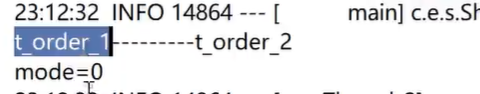 23:12:32  INFO 14864 --- [           main] c.e.s.Sh
t_order_1---------t_order_2
mode=0